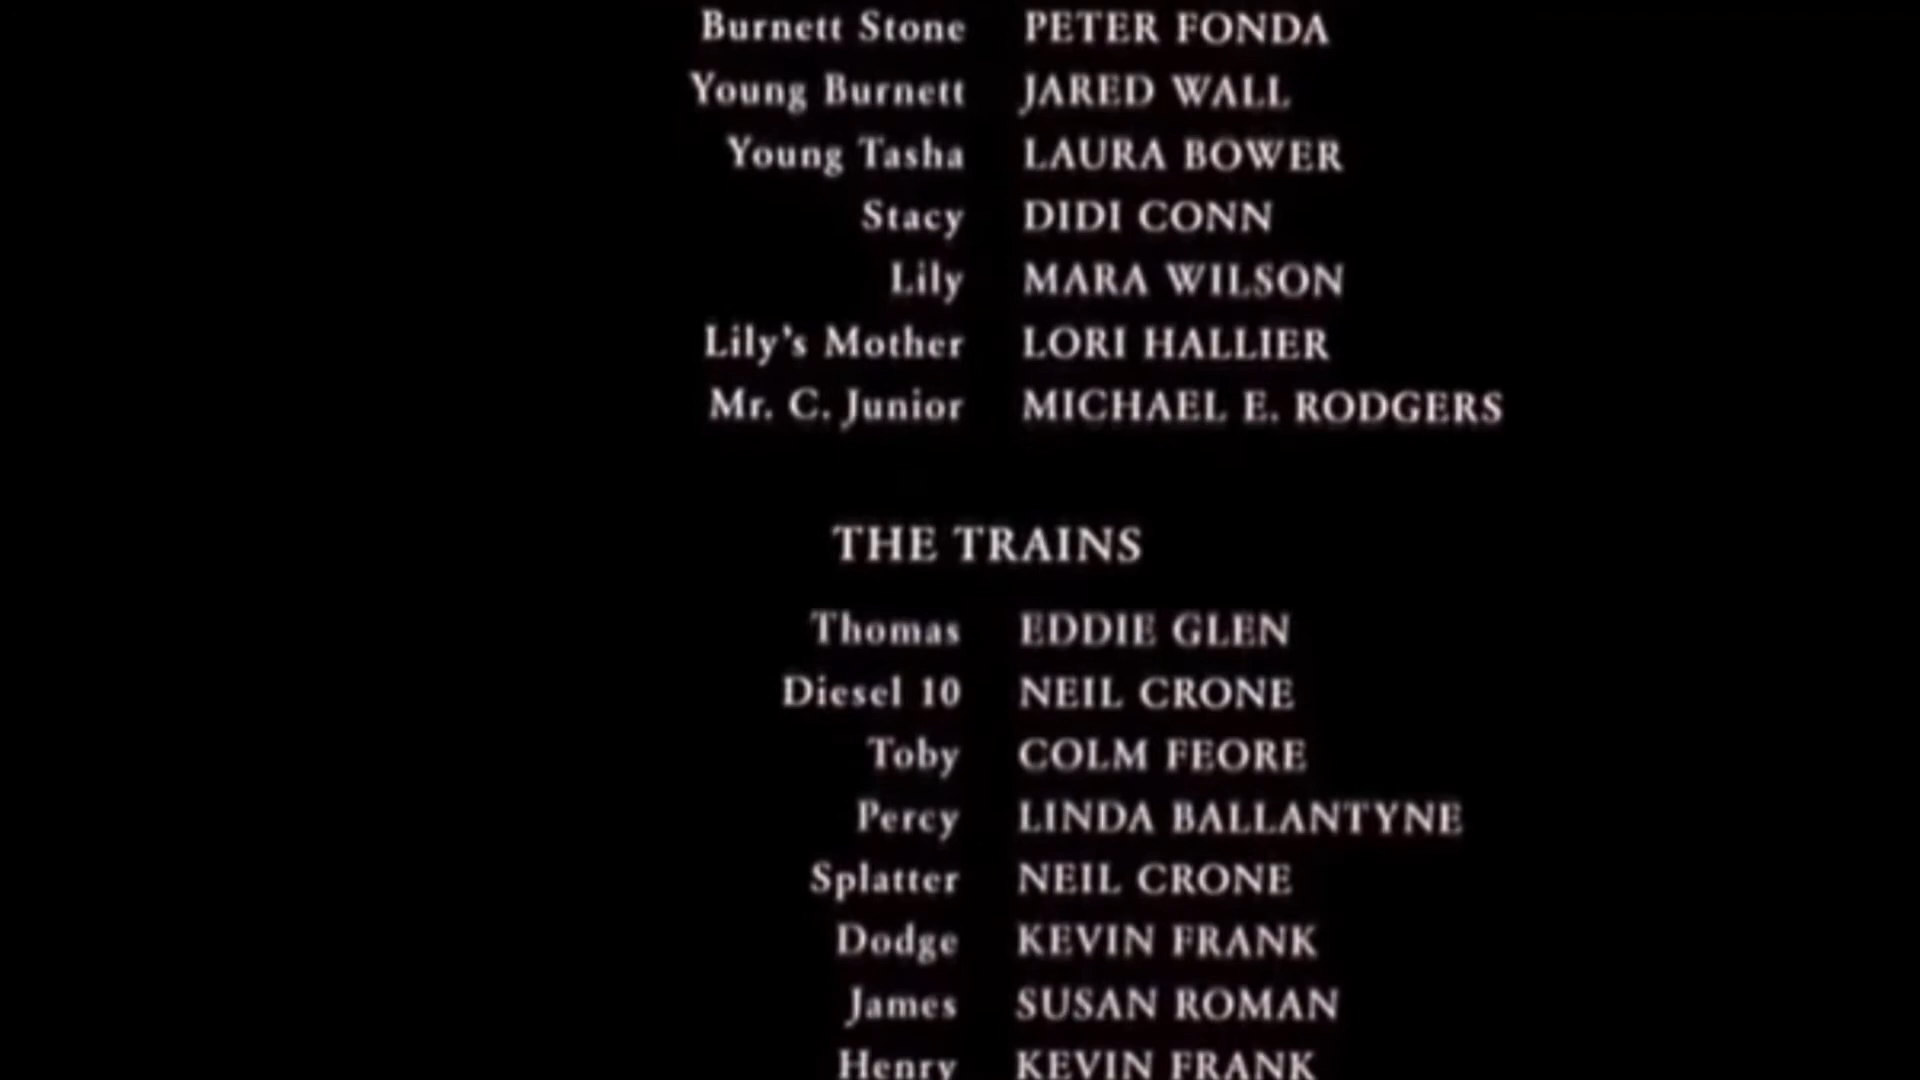 Burnett Stone PETER FONDA
Young Burnett JARED WALL
Young Tasha LAURA BOWER
Stacy DIDI CONN
Lily MARA WILSON
Lily's Mother LORI HALLIER
Mr. C. Junior MICHAEL E. RODGERS
THE TRAINS
Thomas EDDIE GLEN
Diesel 10 NEIL CRONE
Toby COLM FEORE
Percy LINDA BALLANTYNE
Splatter NEIL CRONE
Dodge KEVIN FRANK
James SUSAN ROMAN
Henry KEVIN FRANK